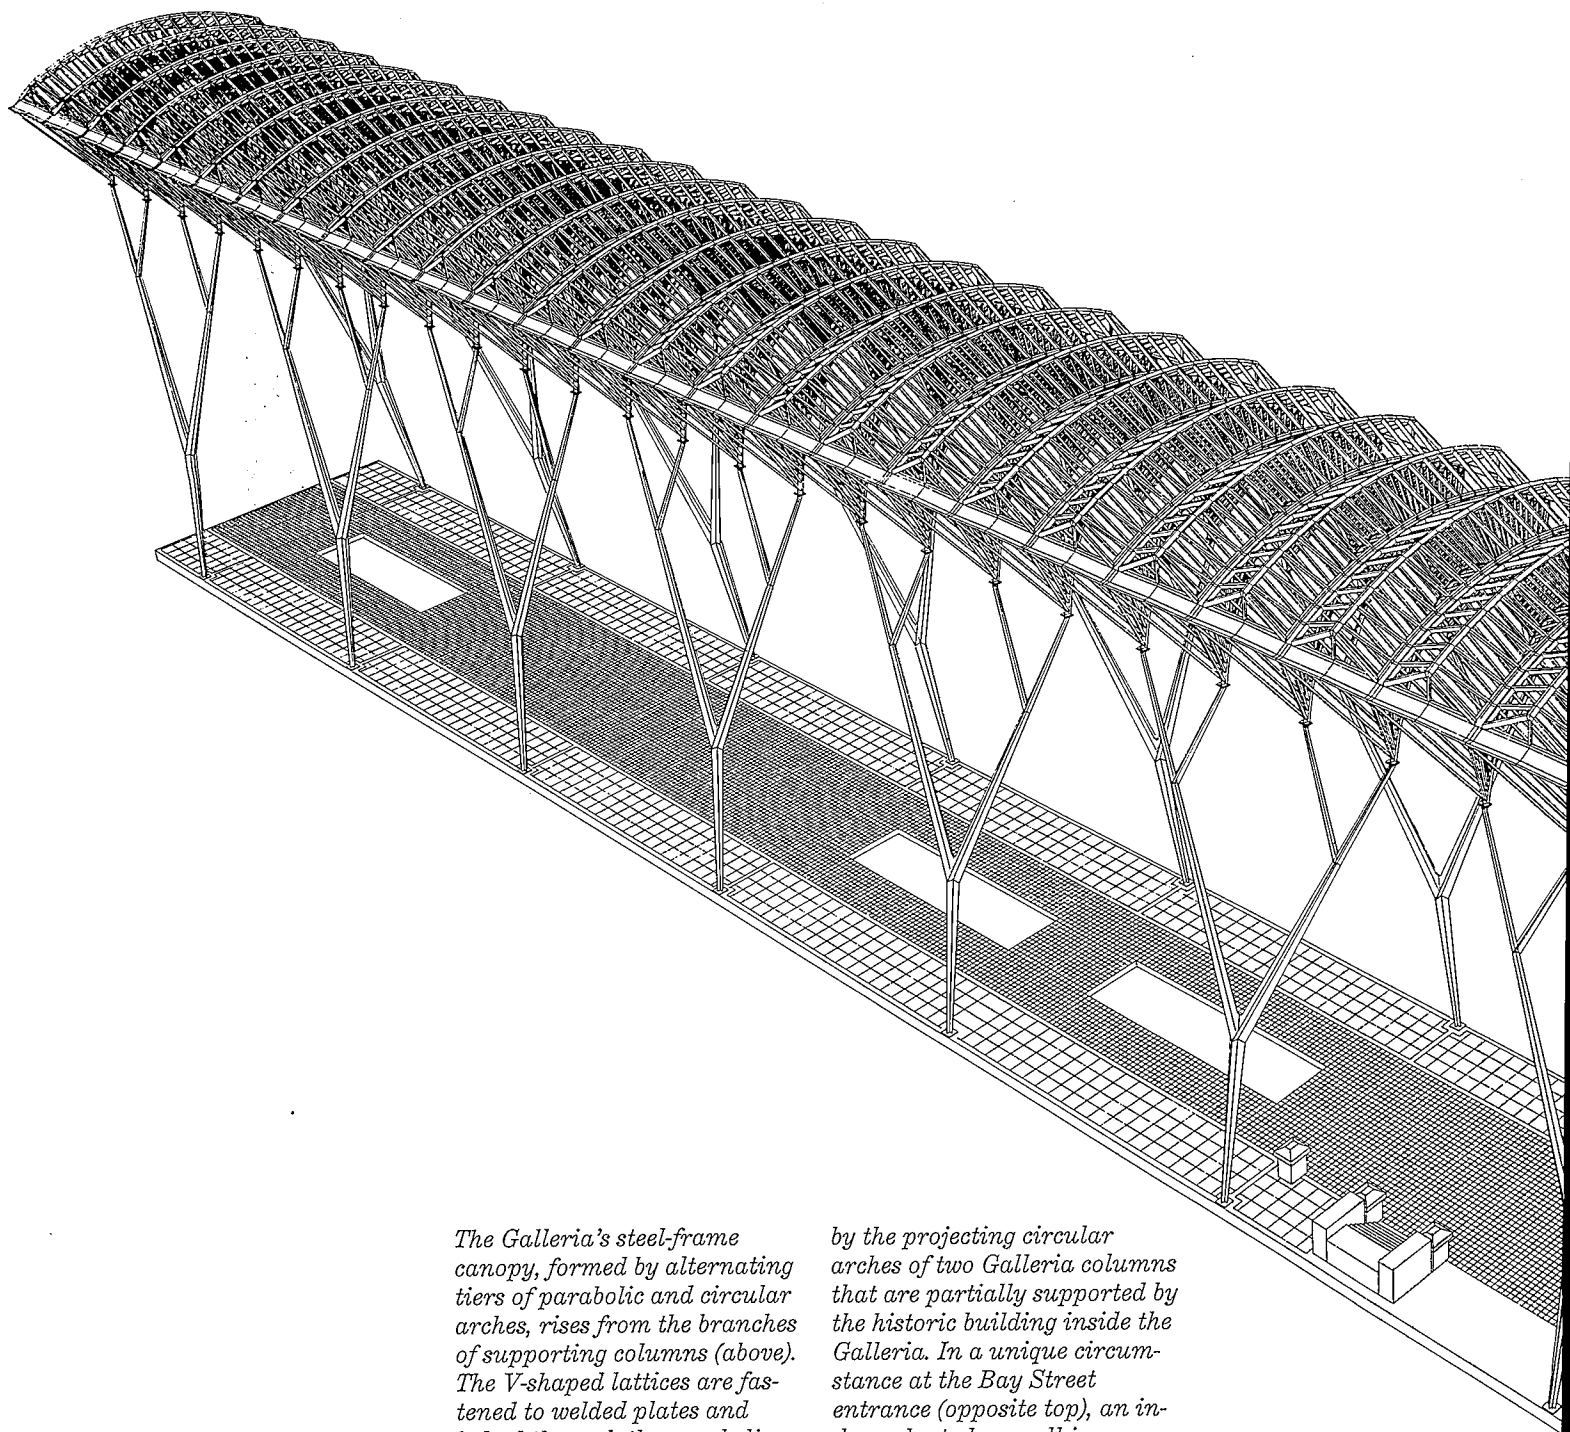 The Galleria's steel-frame
canopy, formed by alternating
tiers of parabolic and circular
arches, rises from the branches
of supporting columns (above).
The V-shaped lattices are fas-
tened to welded plates and
by the projecting circular
arches of two Galleria columns
that are partially supported by
the historic building inside the
Galleria. In a unique circum-
stance at the Bay Street
entrance (opposite top), an in-